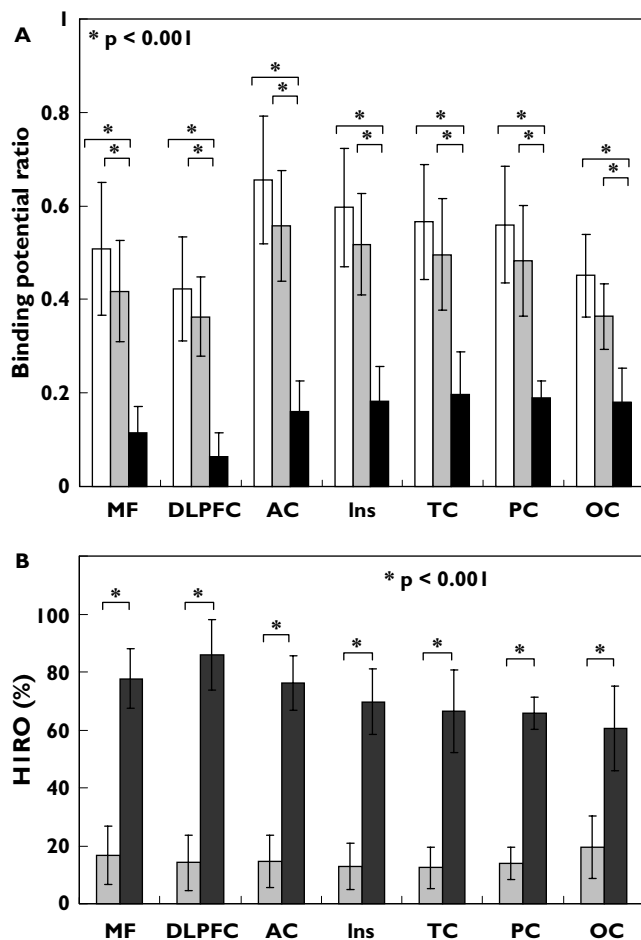 A
* p < 0.001
Binding potential ratio
1
0.8
0.6
0.4
0.2
0
* * * * * * *
* * * * * * *
MF DLPFC AC Ins TC PC OC
B
* p < 0.001
HIRO (%)
100
80
60
40
20
0
* * * * * * *
MF DLPFC AC Ins TC PC OC